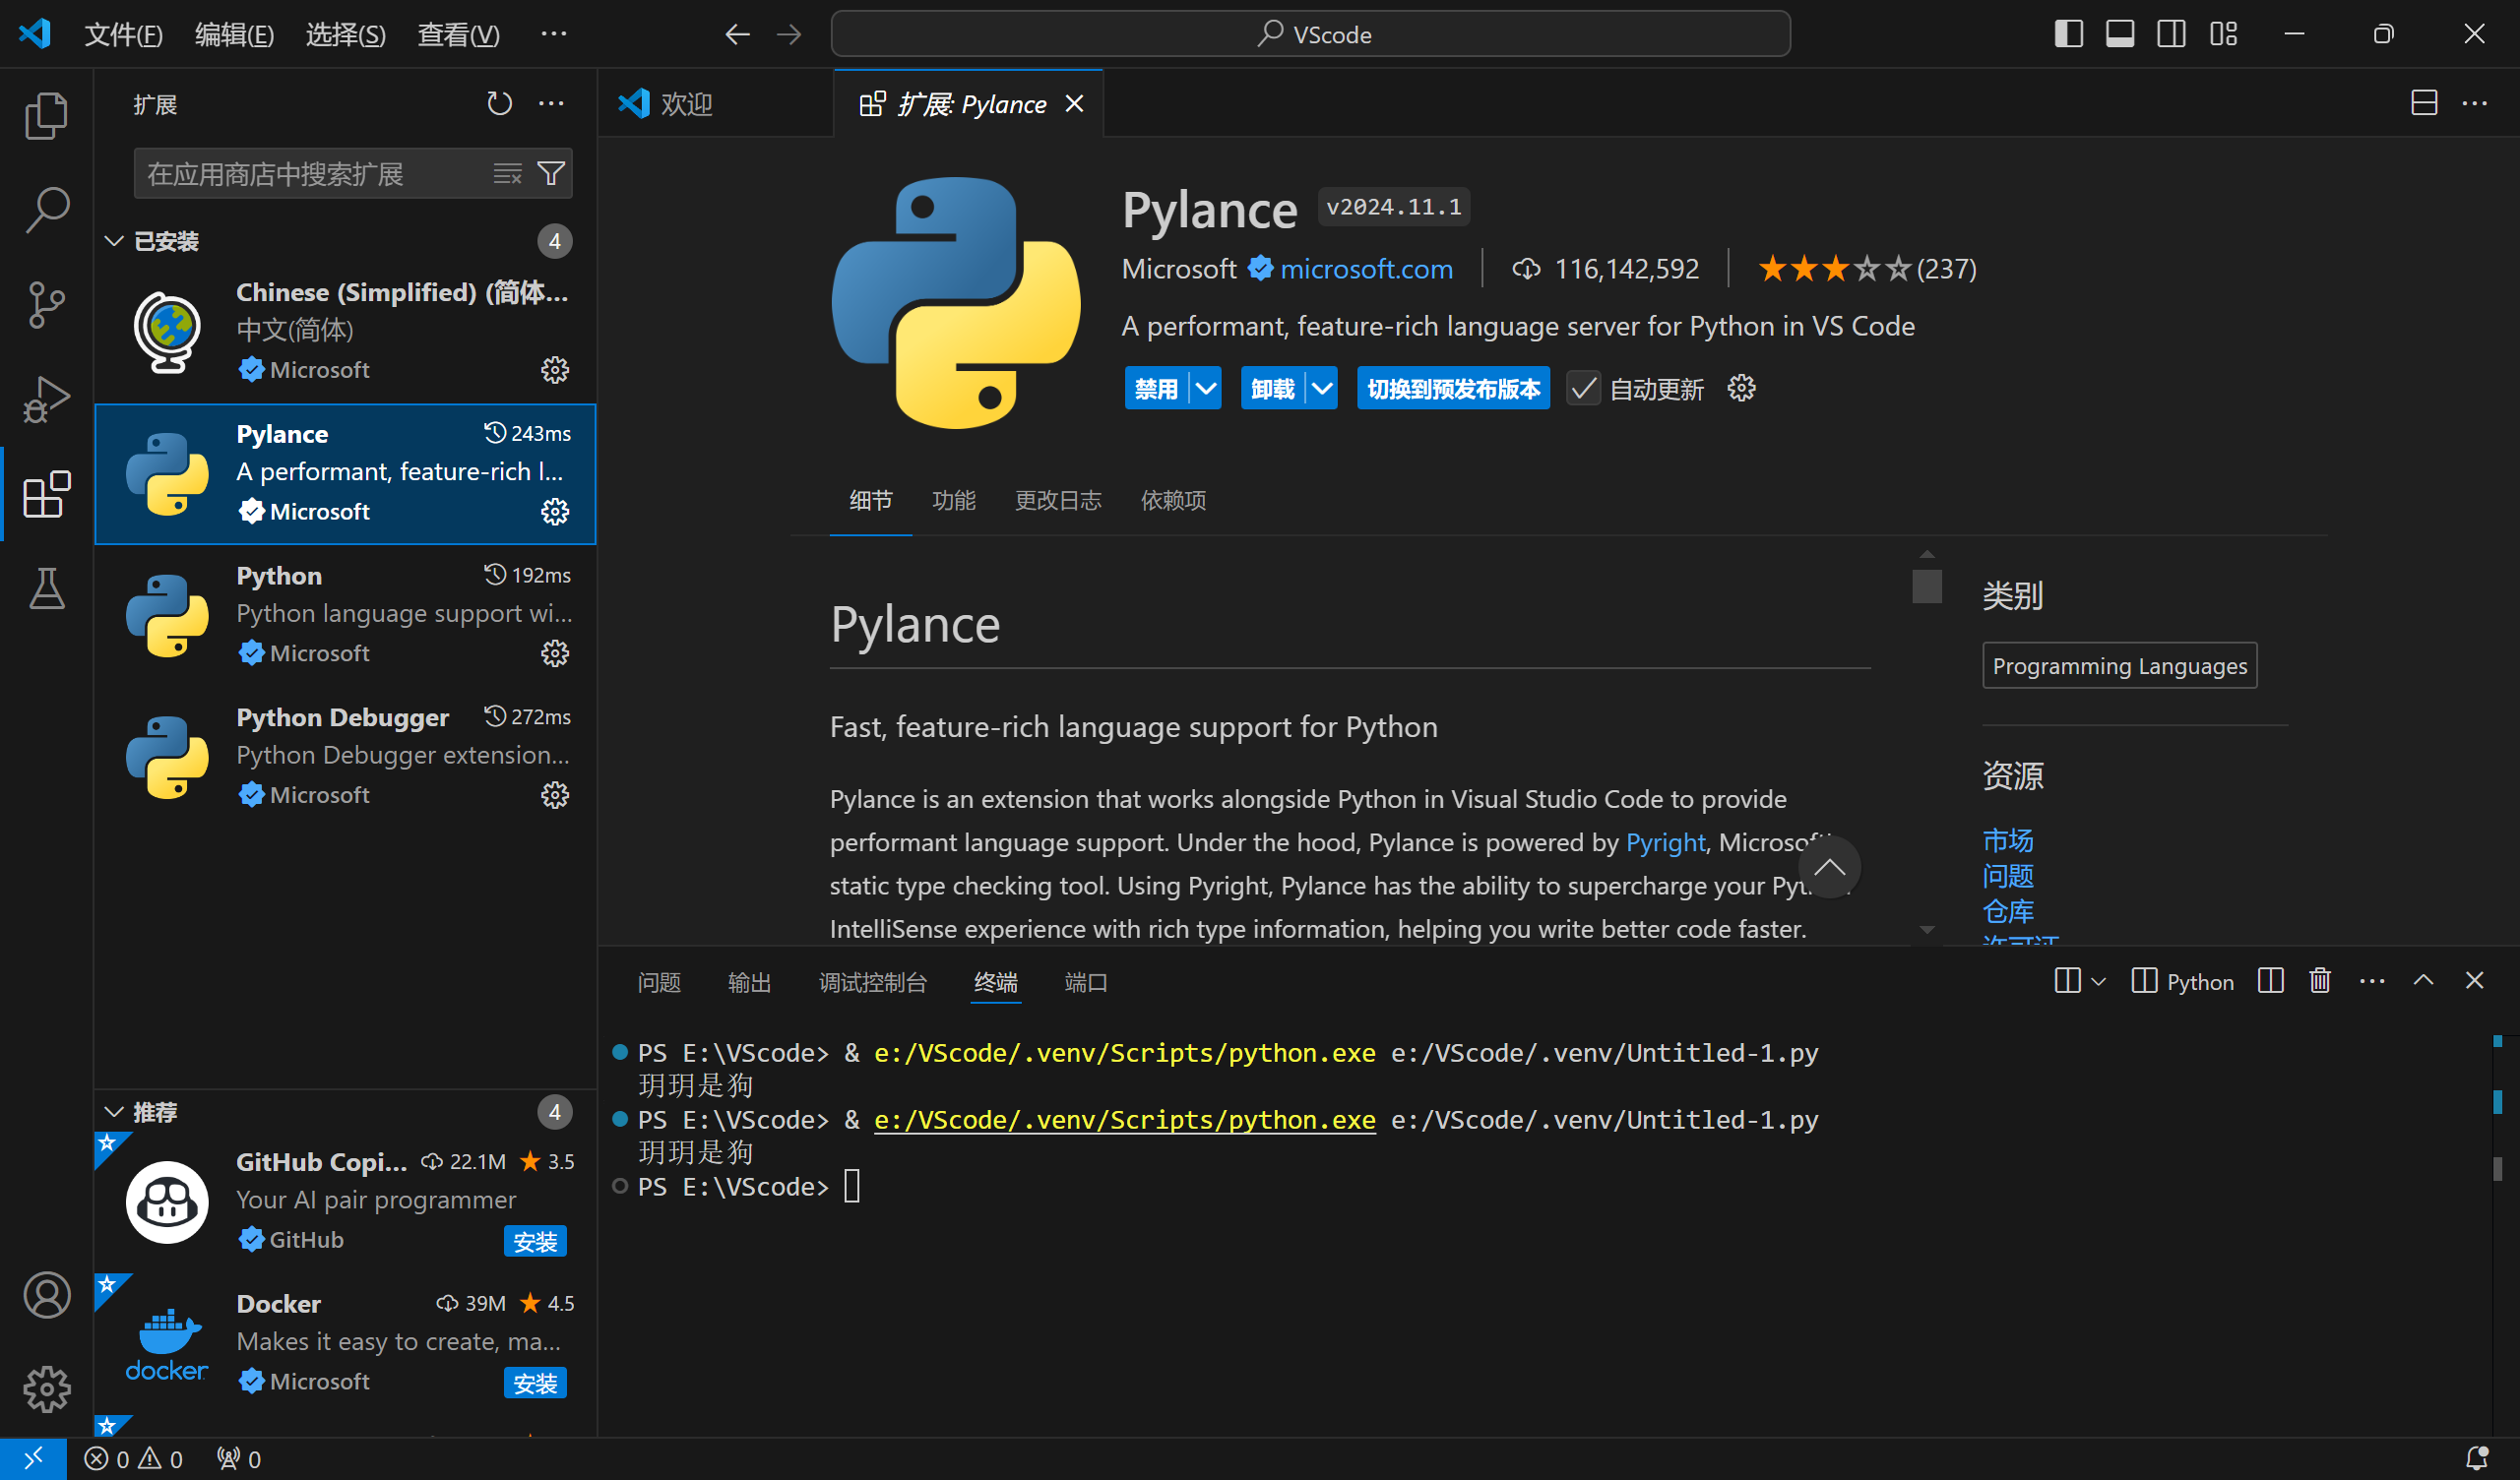 文件(F) 编辑(E) 选择(S) 查看(V) ···
VScode
扩展
在应用商店中搜索扩展
已安装 4
Chinese (Simplified) (简体...
中文(简体)
Microsoft
Pylance 243ms
A performant, feature-rich l...
Microsoft
Python 192ms
Python language support wi...
Microsoft
Python Debugger 272ms
Python Debugger extension...
Microsoft
推荐 4
GitHub Copi... 22.1M 3.5
Your AI pair programmer
GitHub 安装
Docker 39M 4.5
Makes it easy to create, ma...
docker
Microsoft 安装
欢迎
扩展: Pylance
Pylance v2024.11.1
Microsoft microsoft.com 116,142,592 (237)
A performant, feature-rich language server for Python in VS Code
禁用 卸载 切换到预发布版本 自动更新
细节 功能 更改日志 依赖项
Pylance
Fast, feature-rich language support for Python
Pylance is an extension that works alongside Python in Visual Studio Code to provide
performant language support. Under the hood, Pylance is powered by Pyright, Microsoft
static type checking tool. Using Pyright, Pylance has the ability to supercharge your
IntelliSense experience with rich type information, helping you write better code faster.
类别
Programming Languages
资源
市场
问题
仓库
许可证
问题 输出 调试控制台 终端 端口
Python
PS E:\VScode> & e:/VScode/.venv/Scripts/python.exe e:/VScode/.venv/Untitled-1.py
玥玥是狗
PS E:\VScode> & e:/VScode/.venv/Scripts/python.exe e:/VScode/.venv/Untitled-1.py
玥玥是狗
PS E:\VScode>
0 0 0